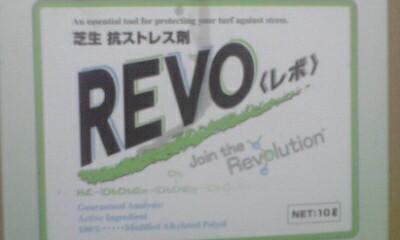 An essential tool for protecting your turf against stress.
芝生 抗ストレス剤
REVO〈レボ〉
Join the
Revolution
Guaranteed Analysis:
Active Ingredient
100%·····Modified Alkylated Polyol
NET:10ℓ